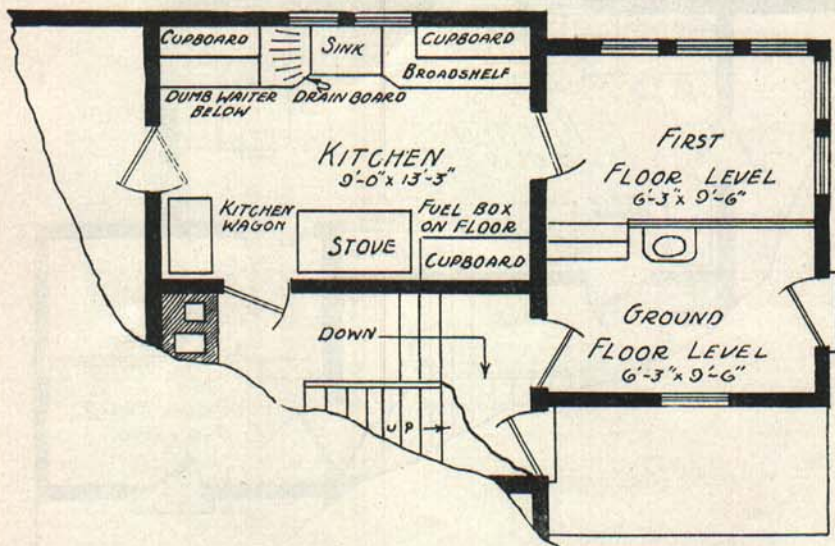 CUPBOARD
SINK
CUPBOARD
BROADSHELF
DUMB WAITER
BELOW
DRAIN BOARD
KITCHEN
9'-0" x 13'-3"
FIRST
FLOOR LEVEL
6'-3" x 9'-6"
KITCHEN
WAGON
STOVE
FUEL BOX
ON FLOOR
CUPBOARD
DOWN
GROUND
FLOOR LEVEL
6'-3" x 9'-6"
UP